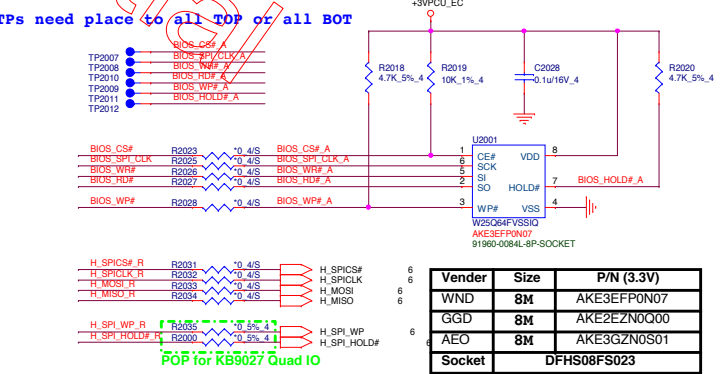 +3VPCU_EC
TPs need place to all TOP or all BOT
BIOS_CS#_A
TP2007
BIOS_SPI_CLK_A
TP2008
BIOS_WR#_A
TP2010
BIOS_RD#_A
TP2009
BIOS_WP#_A
TP2011
BIOS_HOLD#_A
TP2012
R2018
4.7K_5%_4
R2019
10K_1%_4
C2028
0.1u/16V_4
R2020
4.7K_5%_4
U2001
BIOS_CS# R2023 *0_4/S BIOS_CS#_A 1 CE# VDD 8
BIOS_SPI_CLK R2025 *0_4/S BIOS_SPI_CLK_A 6 SCK
BIOS_WR# R2026 *0_4/S BIOS_WR#_A 5 SI
BIOS_RD# R2027 *0_4/S BIOS_RD#_A 2 SO HOLD# 7 BIOS_HOLD#_A
BIOS_WP# R2028 *0_4/S BIOS_WP#_A 3 WP# VSS 4
W25Q64FVSSIQ
AKE3EFP0N07
91960-0084L-8P-SOCKET
H_SPICS#_R R2031 *0_4/S H_SPICS# 6
H_SPICLK_R R2032 *0_4/S H_SPICLK 6
H_MOSI_R R2033 *0_4/S H_MOSI 6
H_MISO_R R2034 *0_4/S H_MISO 6
H_SPI_WP_R R2035 *0_5%_4 H_SPI_WP 6
H_SPI_HOLD#_R R2000 *0_5%_4 H_SPI_HOLD# 6
POP for KB9027 Quad IO
Vender Size P/N (3.3V)
WND 8M AKE3EFP0N07
GGD 8M AKE2EZN0Q00
AEO 8M AKE3GZN0S01
Socket DFHS08FS023